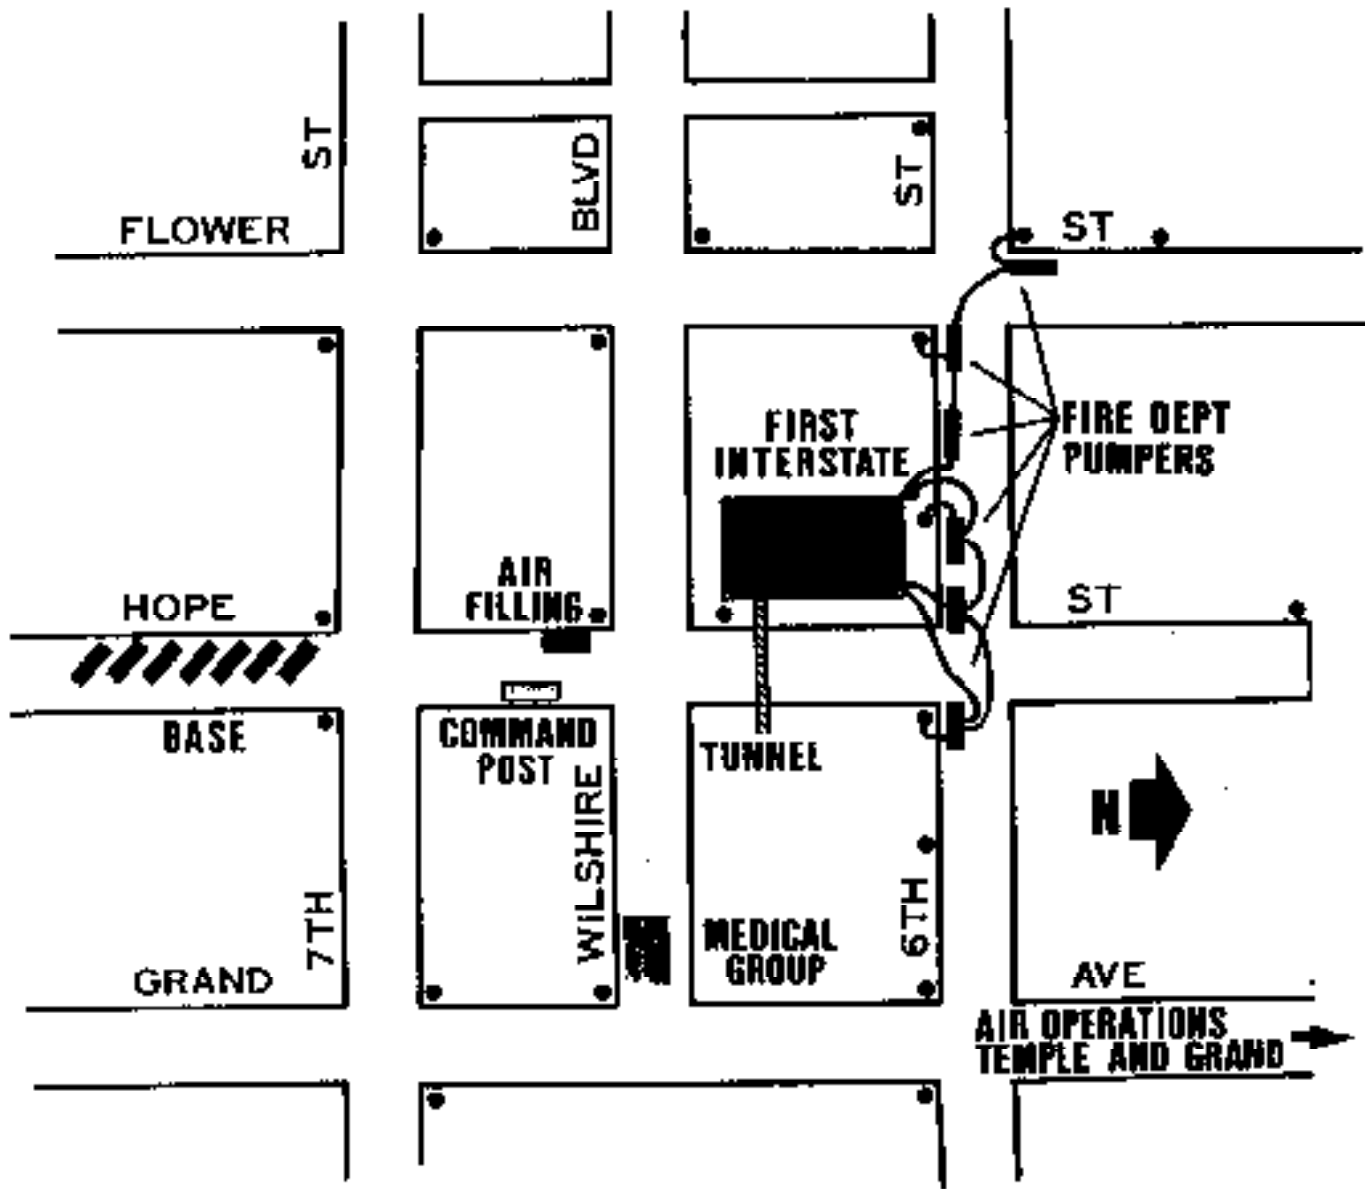 ST
BLVD
ST
FLOWER
ST
FIRST
INTERSTATE
FIRE DEPT
PUMPERS
AIR
FILLING
HOPE
ST
BASE
COMMAND
POST
TUNNEL
WILSHIRE
N
7TH
6TH
MEDICAL
GROUP
GRAND
AVE
AIR OPERATIONS
TEMPLE AND GRAND